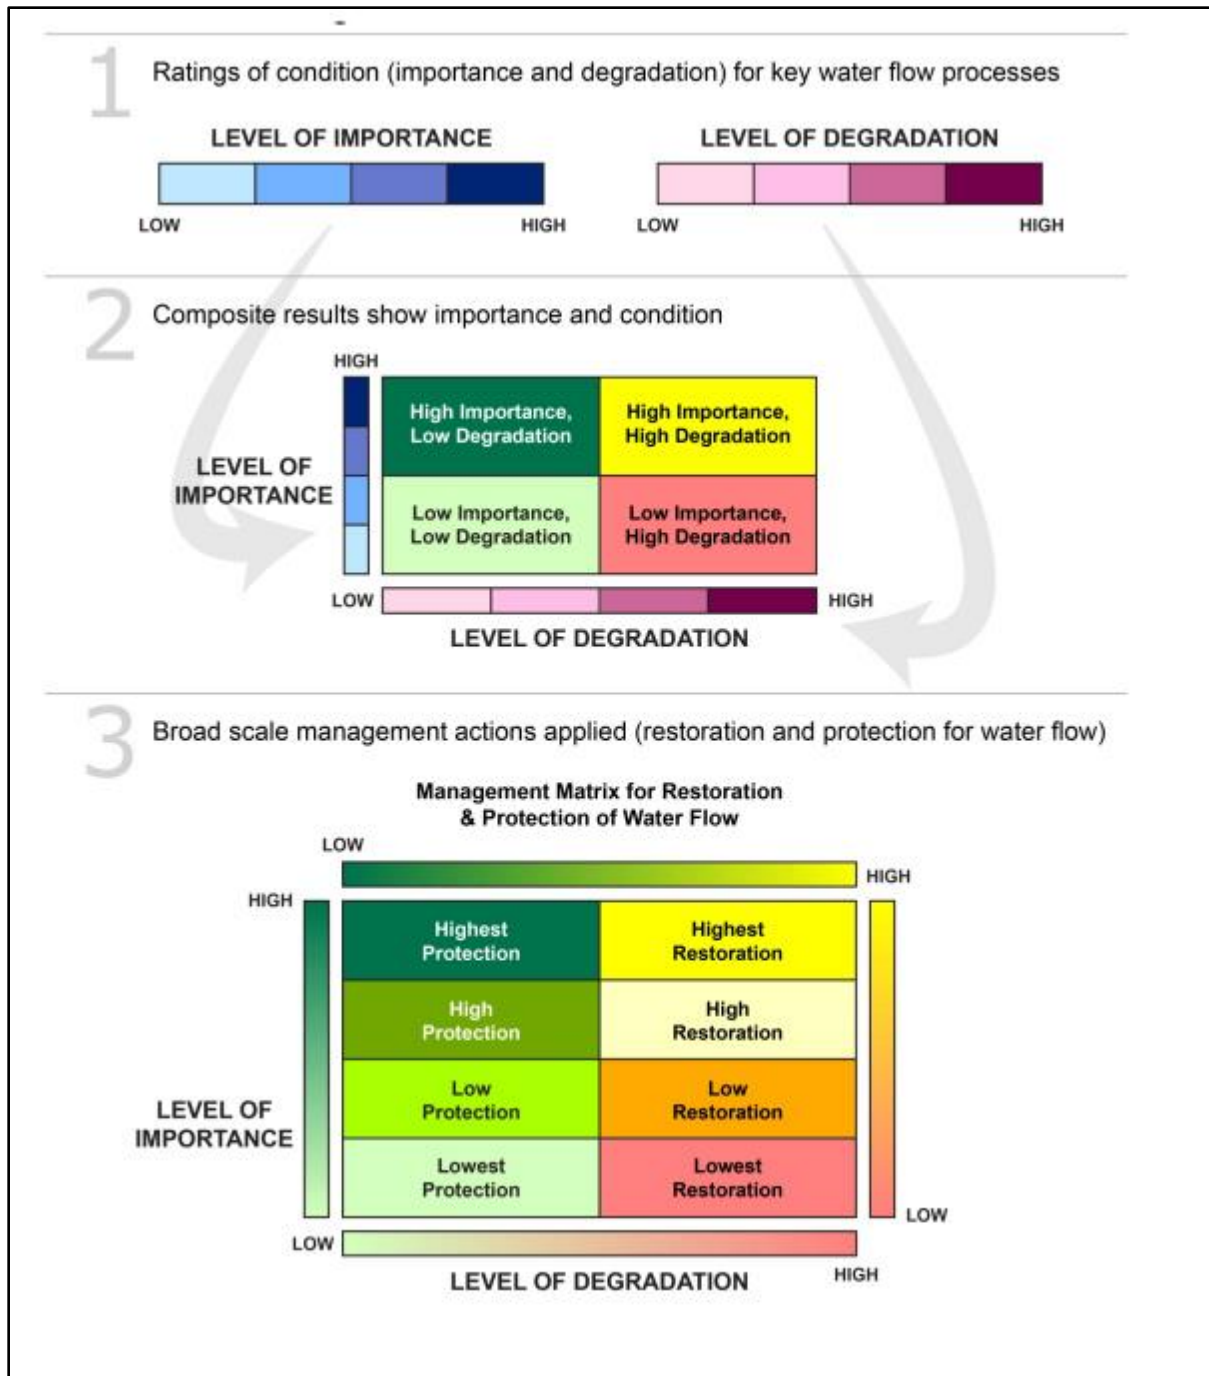 1
Ratings of condition (importance and degradation) for key water flow processes
LEVEL OF IMPORTANCE
LOW
HIGH
LEVEL OF DEGRADATION
LOW
HIGH
2
Composite results show importance and condition
HIGH
LEVEL OF
IMPORTANCE
High Importance,
Low Degradation
High Importance,
High Degradation
Low Importance,
Low Degradation
Low Importance,
High Degradation
LOW
HIGH
LEVEL OF DEGRADATION
3
Broad scale management actions applied (restoration and protection for water flow)
Management Matrix for Restoration
& Protection of Water Flow
LOW
HIGH
HIGH
Highest
Protection
Highest
Restoration
High
Protection
High
Restoration
LEVEL OF
IMPORTANCE
Low
Protection
Low
Restoration
Lowest
Protection
Lowest
Restoration
LOW
LOW
HIGH
LEVEL OF DEGRADATION